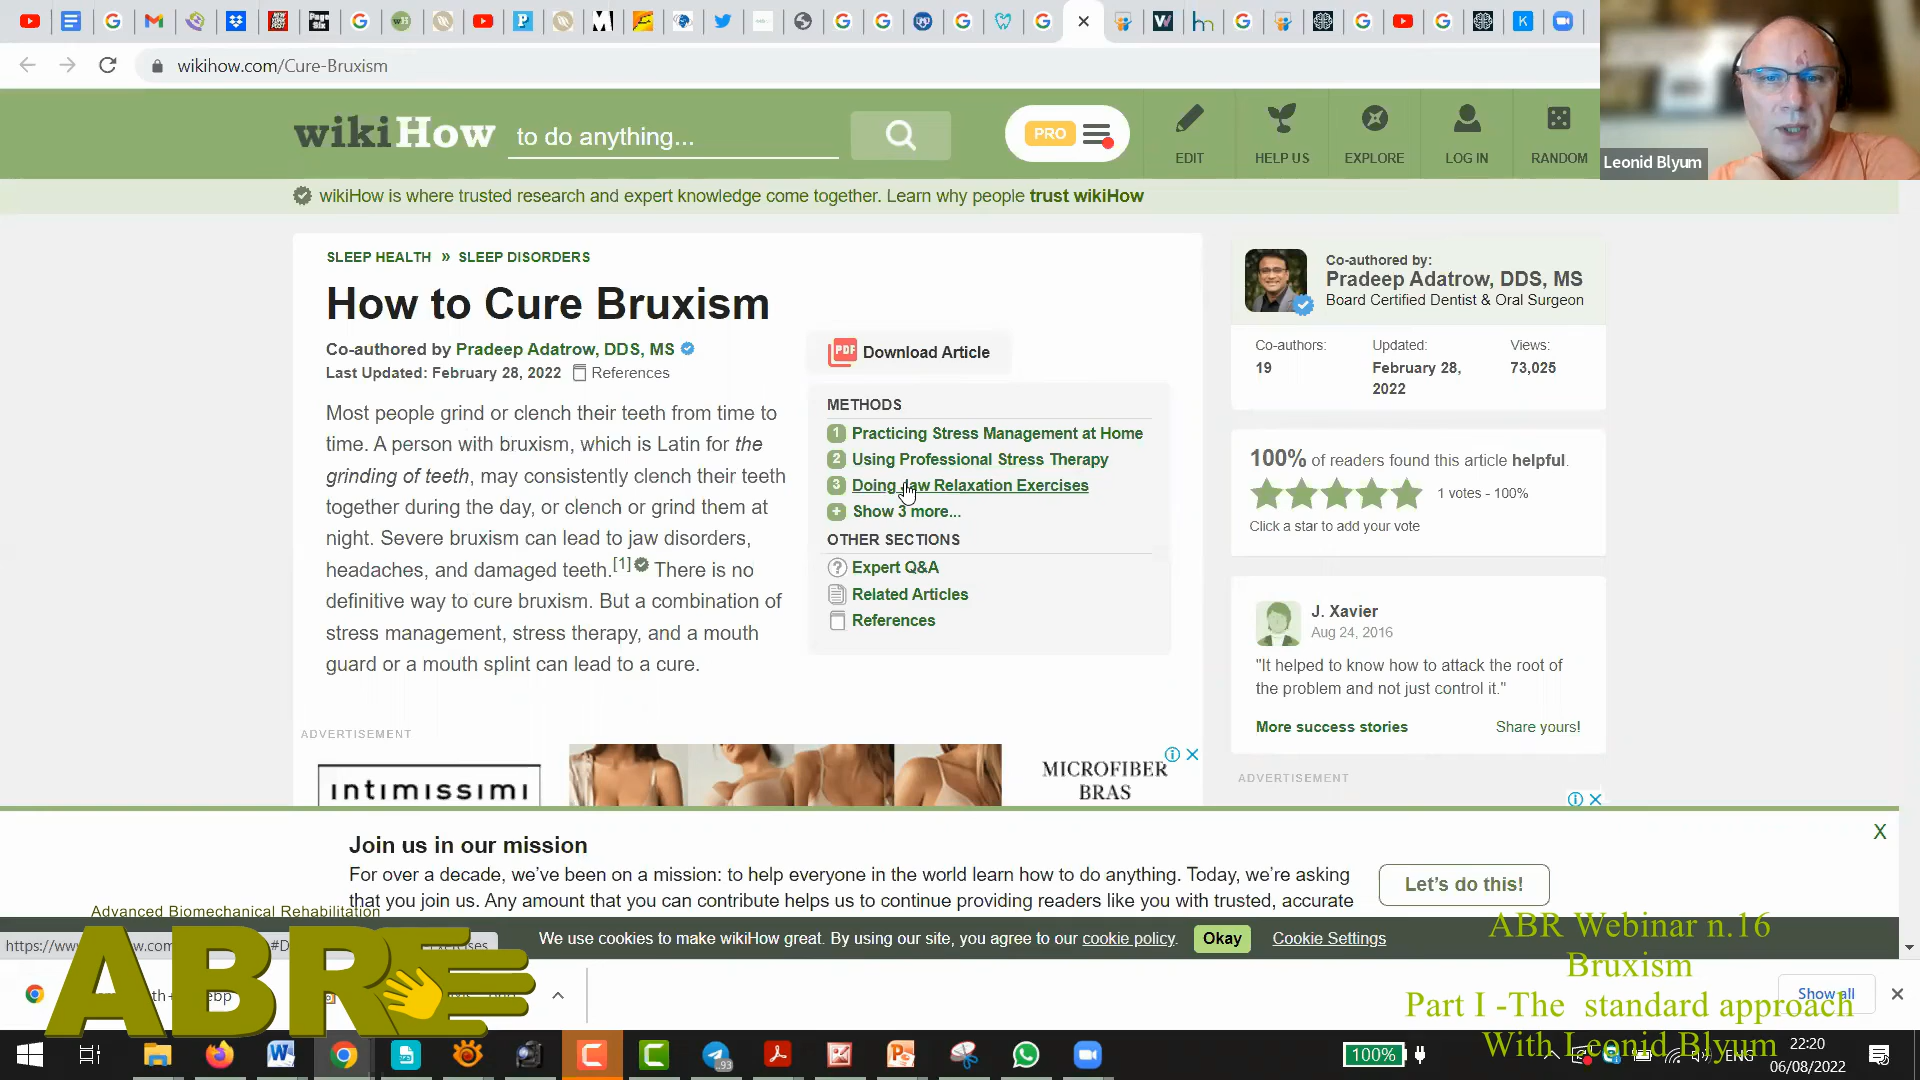 wikihow.com/Cure-Bruxism
wikiHow to do anything...
PRO
EDIT
HELP US
EXPLORE
LOG IN
RANDOM
Leonid Blyum
wikiHow is where trusted research and expert knowledge come together. Learn why people trust wikiHow
SLEEP HEALTH » SLEEP DISORDERS
How to Cure Bruxism
Co-authored by Pradeep Adatrow, DDS, MS
Last Updated: February 28, 2022 References
Most people grind or clench their teeth from time to
time. A person with bruxism, which is Latin for the
grinding of teeth, may consistently clench their teeth
together during the day, or clench or grind them at
night. Severe bruxism can lead to jaw disorders,
headaches, and damaged teeth.[1] There is no
definitive way to cure bruxism. But a combination of
stress management, stress therapy, and a mouth
guard or a mouth splint can lead to a cure.
PDF Download Article
METHODS
1 Practicing Stress Management at Home
2 Using Professional Stress Therapy
3 Doing Jaw Relaxation Exercises
+ Show 3 more...
OTHER SECTIONS
? Expert Q&A
Related Articles
References
Co-authored by:
Pradeep Adatrow, DDS, MS
Board Certified Dentist & Oral Surgeon
Co-authors:
19
Updated:
February 28,
2022
Views:
73,025
100% of readers found this article helpful.
1 votes - 100%
Click a star to add your vote
J. Xavier
Aug 24, 2016
"It helped to know how to attack the root of
the problem and not just control it."
More success stories
Share yours!
ADVERTISEMENT
ADVERTISEMENT
intimissimi
MICROFIBER
BRAS
Join us in our mission
For over a decade, we've been on a mission: to help everyone in the world learn how to do anything. Today, we're asking
that you join us. Any amount that you can contribute helps us to continue providing readers like you with trusted, accurate
Let's do this!
X
Advanced Biomechanical Rehabilitation
ABR
We use cookies to make wikiHow great. By using our site, you agree to our cookie policy.
Okay
Cookie Settings
ABR Webinar n.16
Bruxism
Part I -The standard approach
With Leonid Blyum
Show all
100%
93
ENG
22:20
06/08/2022